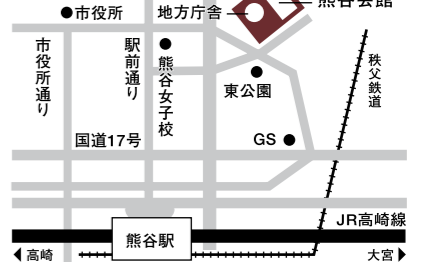 熊谷会館
市役所
地方庁舎
市役所通り
駅前通り
熊谷女子校
秩父鉄道
東公園
国道17号
GS
JR高崎線
熊谷駅
高崎
大宮